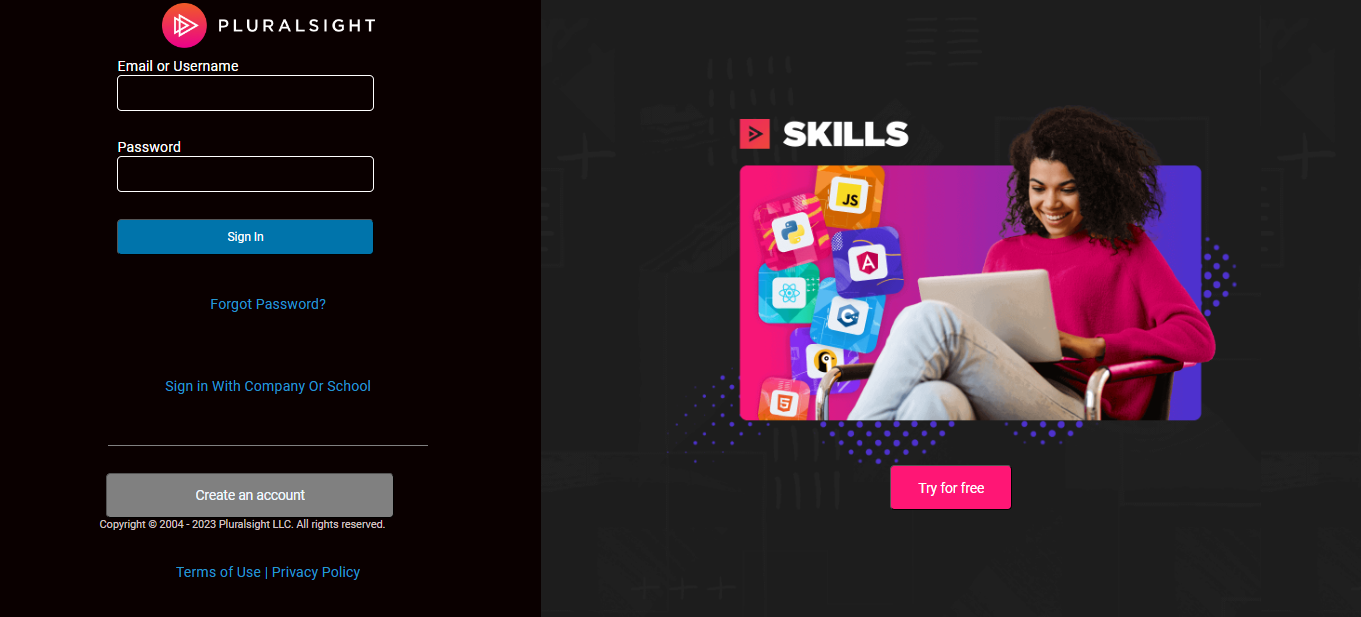 PLURALSIGHT
Email or Username
Password
Sign In
Forgot Password?
Sign in With Company Or School
Create an account
Copyright © 2004 - 2023 Pluralsight LLC. All rights reserved.
Terms of Use | Privacy Policy
SKILLS
JS
A
C++
5
Try for free